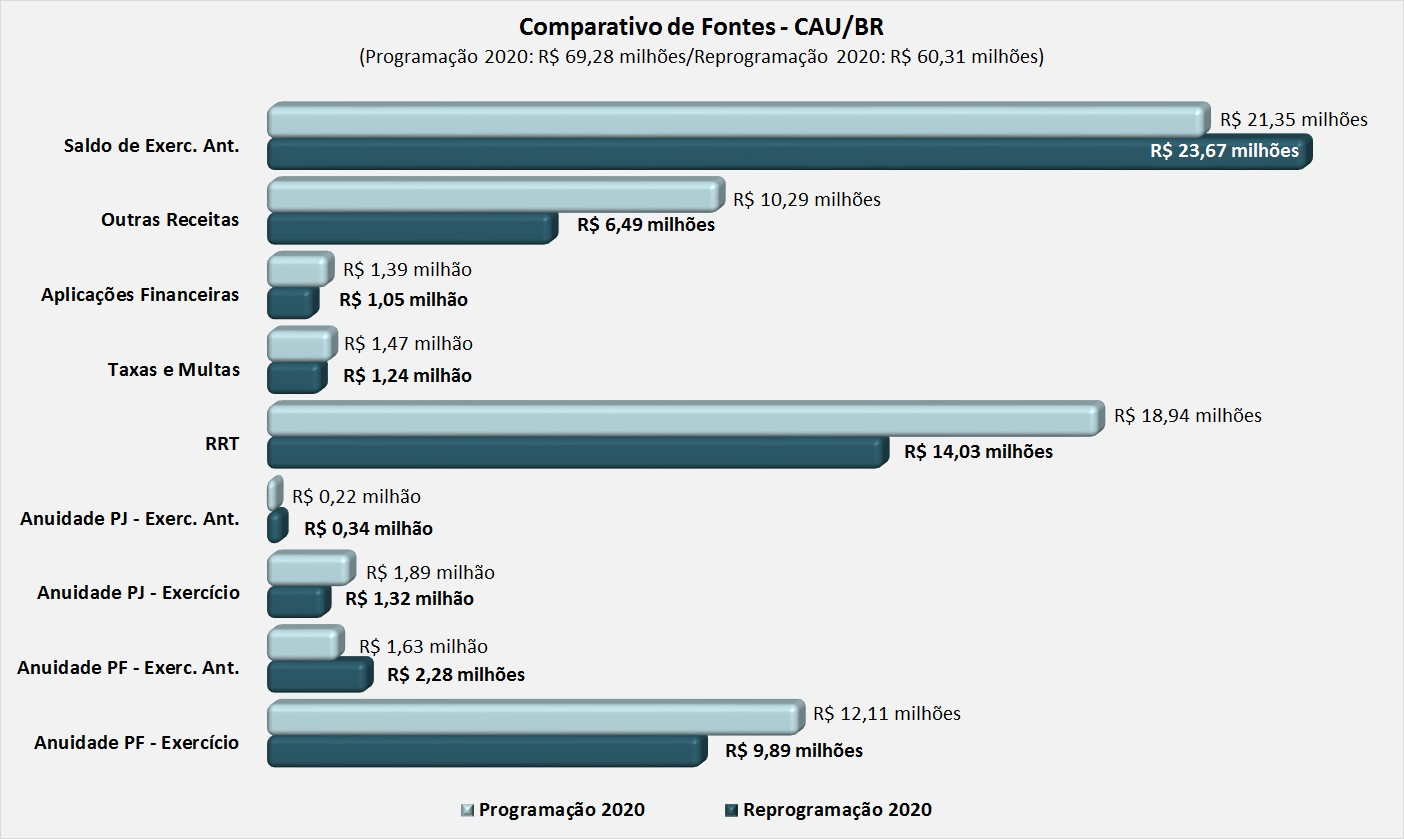 Comparativo de Fontes - CAU/BR
(Programação 2020: R$ 69,28 milhões/Reprogramação 2020: R$ 60,31 milhões)
Saldo de Exerc. Ant.
R$ 21,35 milhões
R$ 23,67 milhões
Outras Receitas
R$ 10,29 milhões
R$ 6,49 milhões
Aplicações Financeiras
R$ 1,39 milhão
R$ 1,05 milhão
Taxas e Multas
R$ 1,47 milhão
R$ 1,24 milhão
RRT
R$ 18,94 milhões
R$ 14,03 milhões
Anuidade PJ - Exerc. Ant.
R$ 0,22 milhão
R$ 0,34 milhão
Anuidade PJ - Exercício
R$ 1,89 milhão
R$ 1,32 milhão
Anuidade PF - Exerc. Ant.
R$ 1,63 milhão
R$ 2,28 milhões
Anuidade PF - Exercício
R$ 12,11 milhões
R$ 9,89 milhões
Programação 2020
Reprogramação 2020